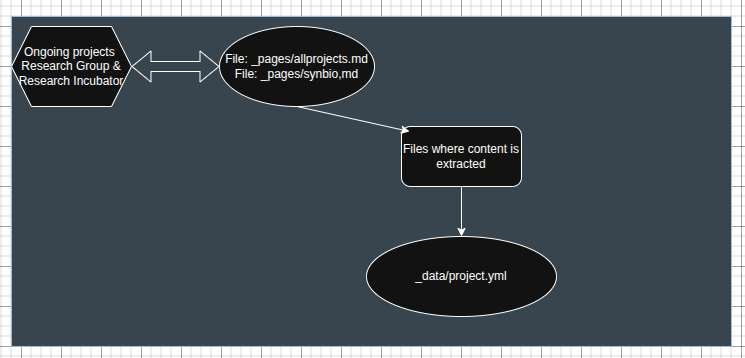 Ongoing projects
Research Group &
Research Incubator
File: _pages/allprojects.md
File: _pages/synbio,md
Files where content is
extracted
_data/project.yml